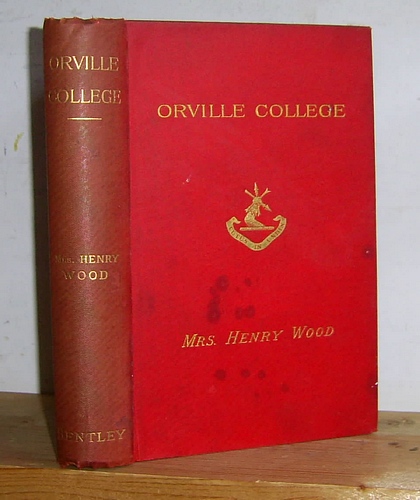 ORVILLE
COLLEGE
MRS. HENRY
WOOD
BENTLEY
ORVILLE COLLEGE
MRS. HENRY WOOD